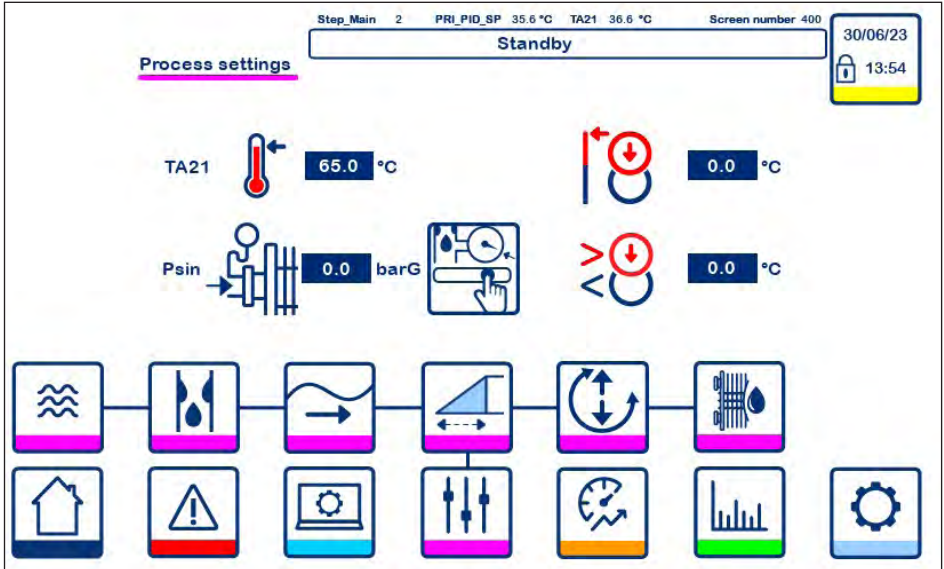 Step_Main 2 PRI_PID_SP 35.6 °C TA21 36.6 °C Screen number 400
Standby
30/06/23
13:54
Process settings
TA21 65.0 °C
0.0 °C
Psin 0.0 barG
> <
0.0 °C